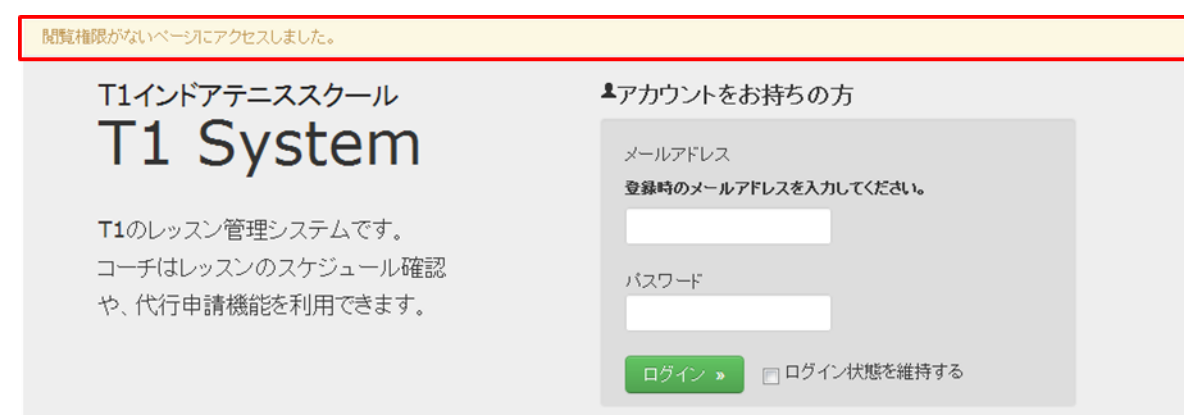 閲覧権限がないページにアクセスしました。
T1インドアテニススクール
T1 System
T1のレッスン管理システムです。
コーチはレッスンのスケジュール確認
や、代行申請機能を利用できます。
アカウントをお持ちの方
メールアドレス
登録時のメールアドレスを入力してください。
パスワード
ログイン »
ログイン状態を維持する